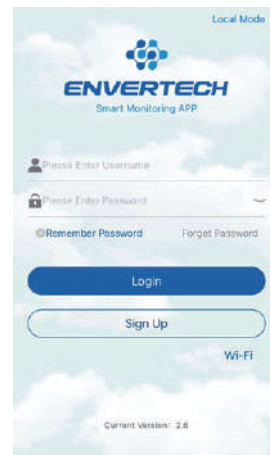 Local Mode
ENVERTECH
Smart Monitoring APP
Please Enter Username
Please Enter Password
Remember Password Forget Password
Login
Sign Up
Wi-Fi
Current Version: 2.6